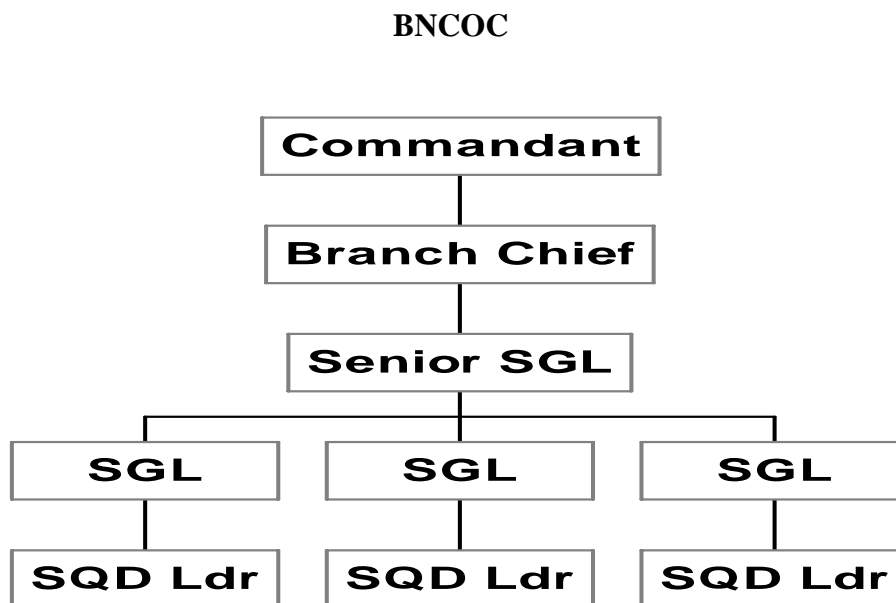 BNCOC
Commandant
Branch Chief
Senior SGL
SGL SGL SGL
SQD Ldr SQD Ldr SQD Ldr